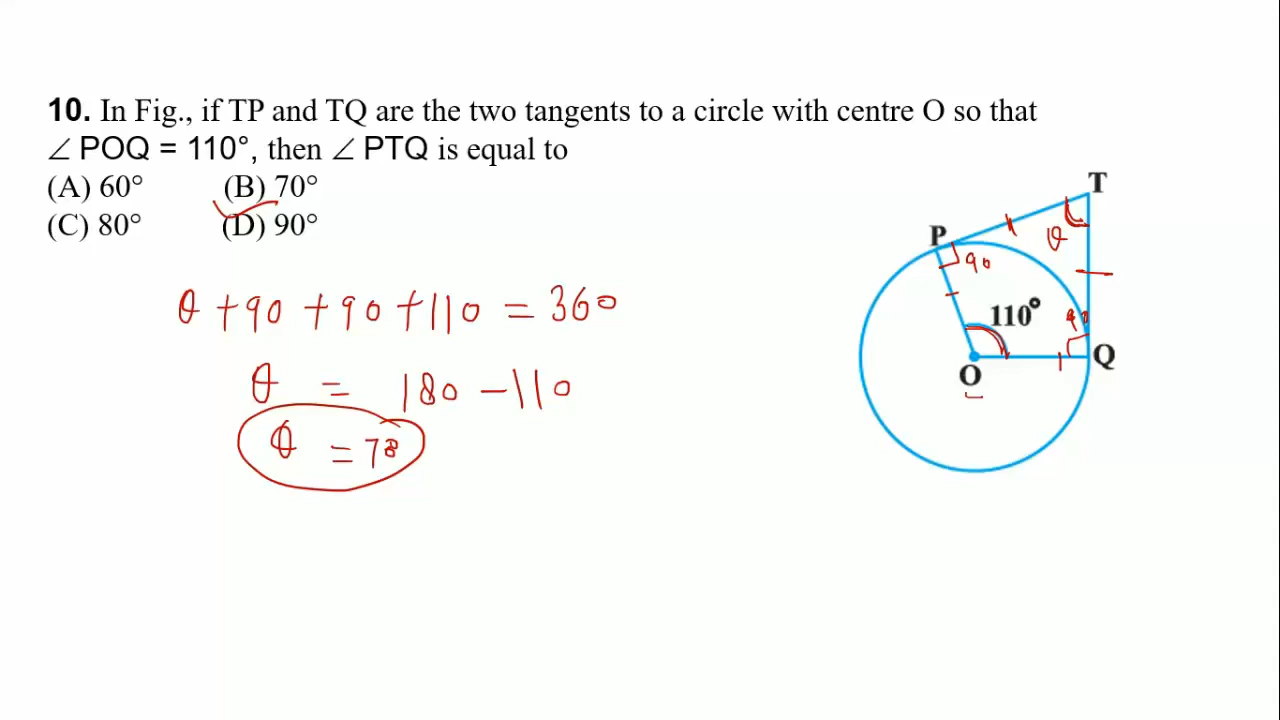 10. In Fig., if TP and TQ are the two tangents to a circle with centre O so that
∠ POQ = 110°, then ∠ PTQ is equal to
(A) 60° (B) 70°
(C) 80° (D) 90°
θ + 90 + 90 + 110 = 360
θ = 180 - 110
θ = 70
T
P
θ
90
110°
90
Q
O